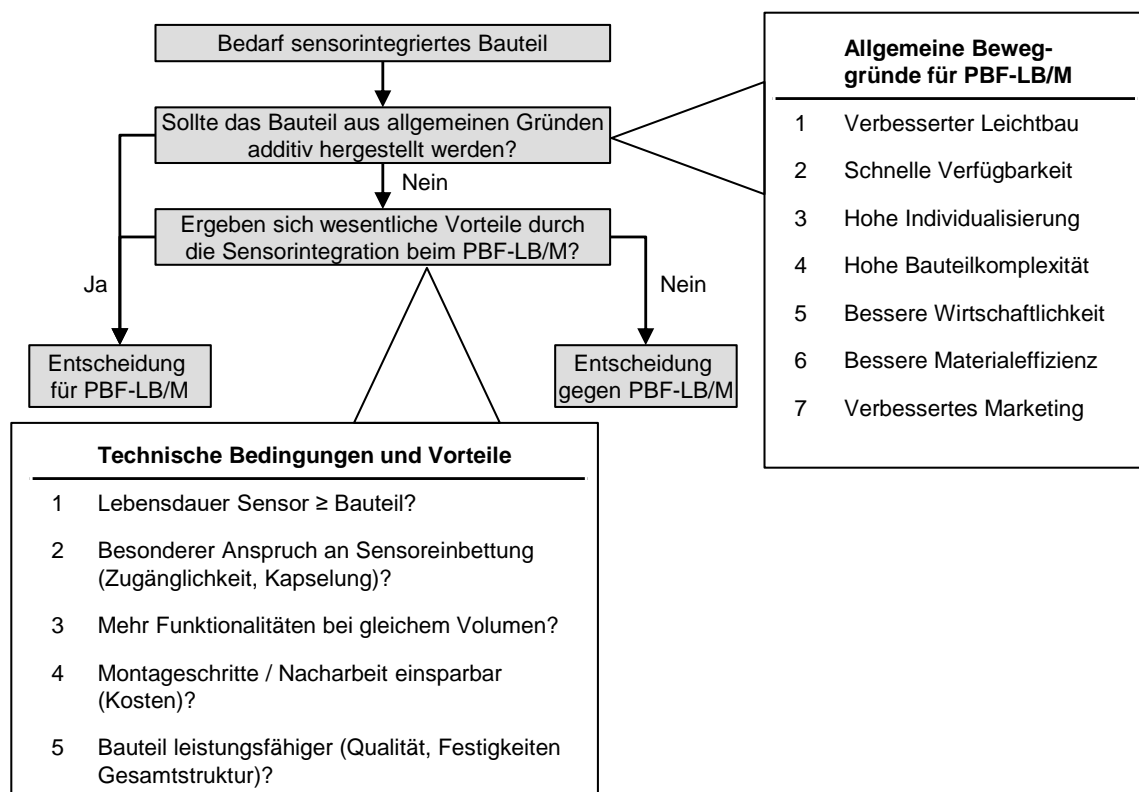 Bedarf sensorintegriertes Bauteil
Sollte das Bauteil aus allgemeinen Gründen
additiv hergestellt werden?
Nein
Ergeben sich wesentliche Vorteile durch
die Sensorintegration beim PBF-LB/M?
Ja
Nein
Entscheidung
für PBF-LB/M
Entscheidung
gegen PBF-LB/M
Allgemeine Beweg-
gründe für PBF-LB/M
1 Verbesserter Leichtbau
2 Schnelle Verfügbarkeit
3 Hohe Individualisierung
4 Hohe Bauteilkomplexität
5 Bessere Wirtschaftlichkeit
6 Bessere Materialeffizienz
7 Verbessertes Marketing
Technische Bedingungen und Vorteile
1 Lebensdauer Sensor ≥ Bauteil?
2 Besonderer Anspruch an Sensoreinbettung
(Zugänglichkeit, Kapselung)?
3 Mehr Funktionalitäten bei gleichem Volumen?
4 Montageschritte / Nacharbeit einsparbar
(Kosten)?
5 Bauteil leistungsfähiger (Qualität, Festigkeiten
Gesamtstruktur)?